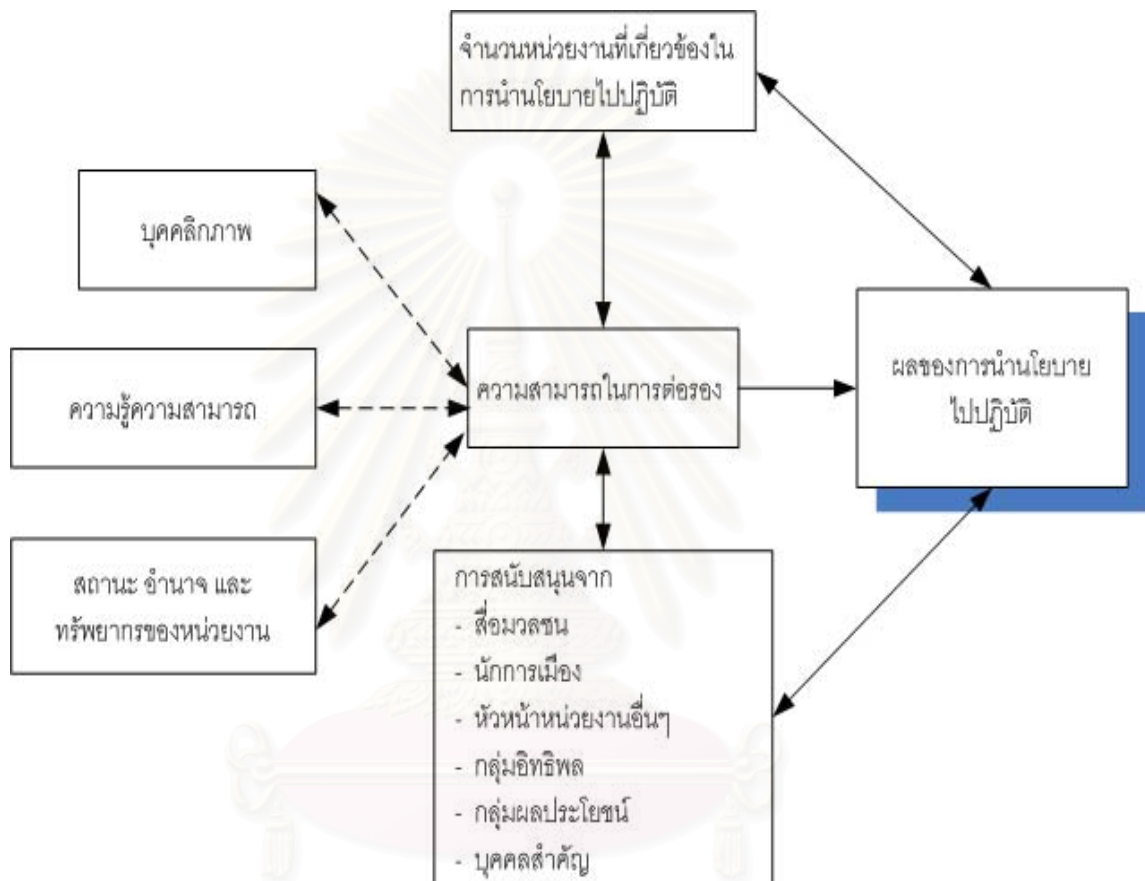 จำนวนหน่วยงานที่เกี่ยวข้องใน
การนำนโยบายไปปฏิบัติ
บุคคลิกภาพ
ความรู้ความสามารถ
สถานะ อำนาจ และ
ทรัพยากรของหน่วยงาน
ความสามารถในการต่อรอง
ผลของการนำนโยบาย
ไปปฏิบัติ
การสนับสนุนจาก
- สื่อมวลชน
- นักการเมือง
- หัวหน้าหน่วยงานอื่นๆ
- กลุ่มอิทธิพล
- กลุ่มผลประโยชน์
- บุคคลสำคัญ